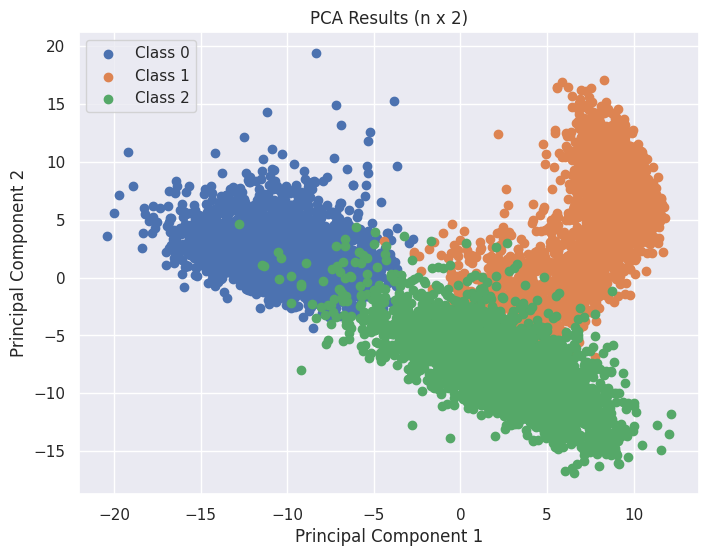 PCA Results (n x 2)
Class 0
Class 1
Class 2
20
15
10
5
0
−5
−10
−15
Principal Component 2
−20
−15
−10
−5
0
5
10
Principal Component 1